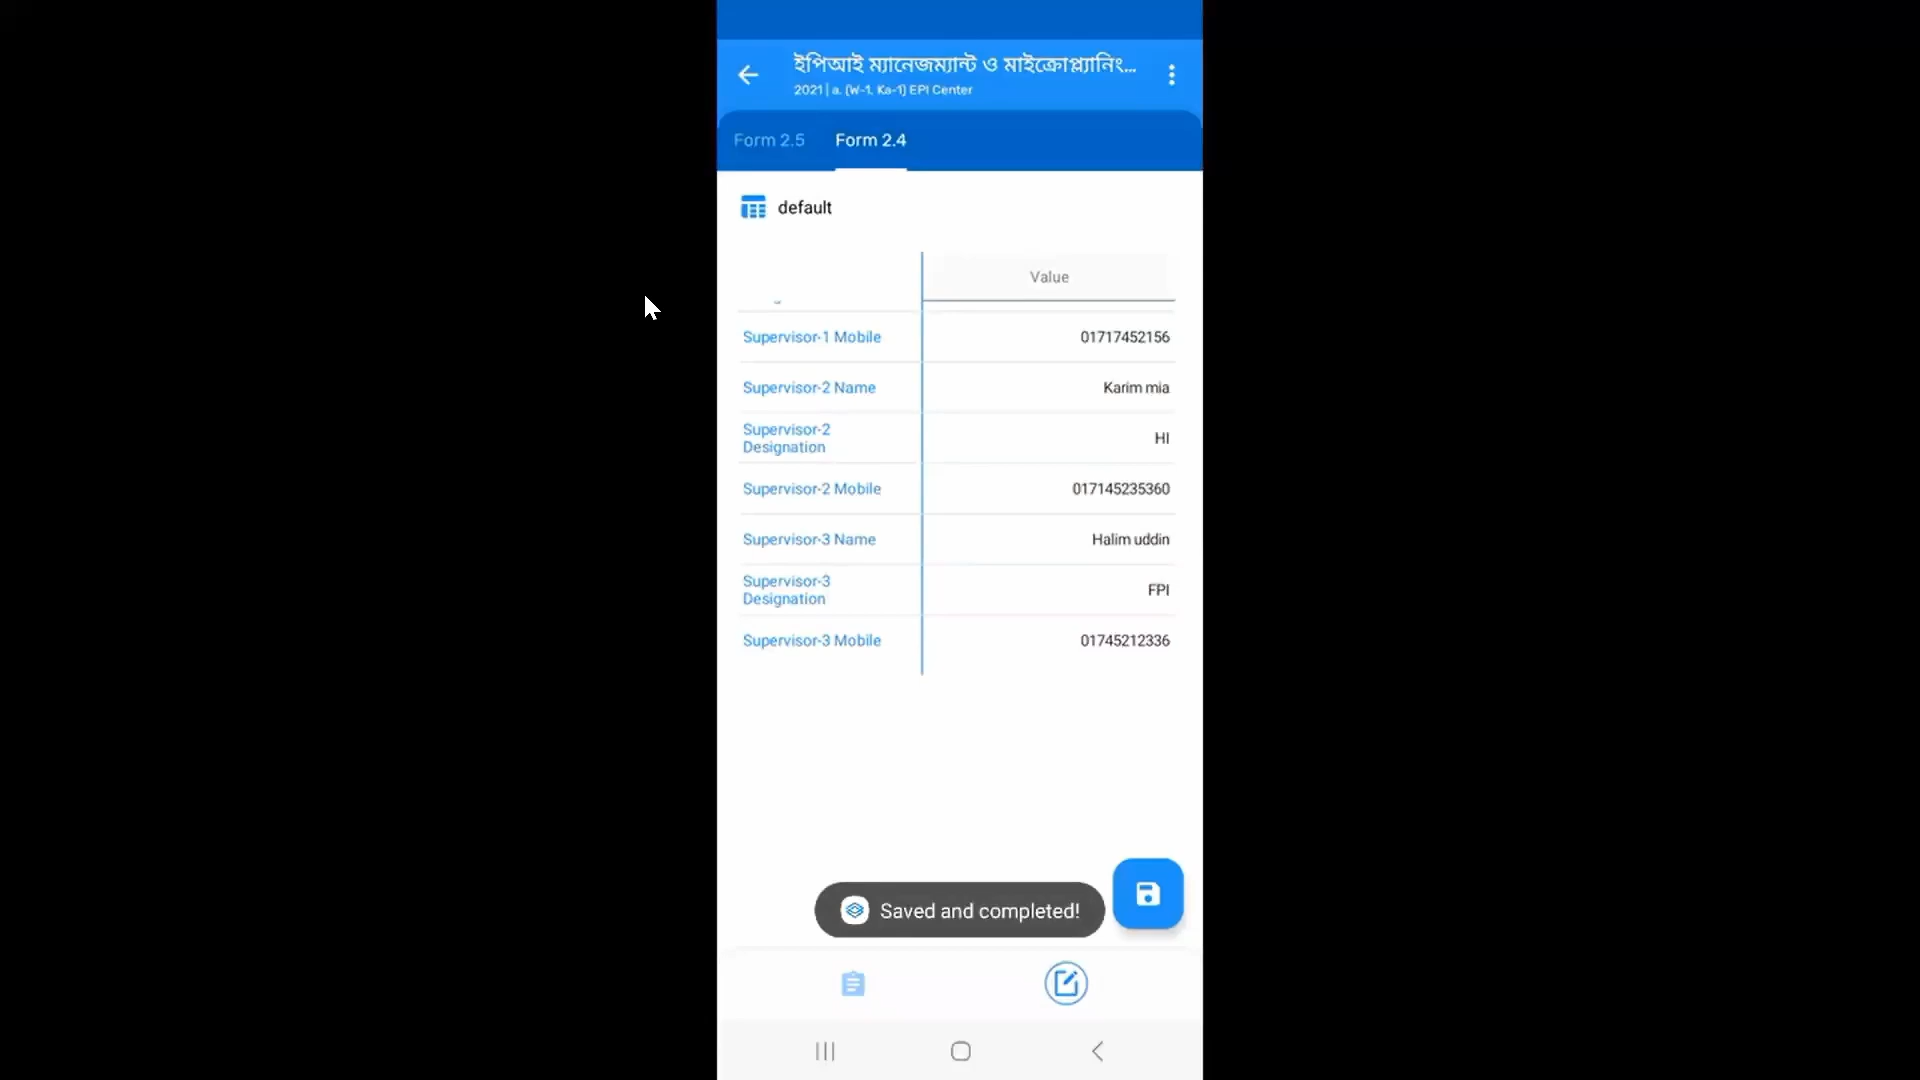 ইপিআই ম্যানেজম্যান্ট ও মাইক্রোপ্ল্যানিং...
2021 | a. (W-1, Ka-1) EPI Center
Form 2.5 Form 2.4
default
Value
Supervisor-1 Mobile 01717452156
Supervisor-2 Name Karim mia
Supervisor-2
Designation HI
Supervisor-2 Mobile 017145235360
Supervisor-3 Name Halim uddin
Supervisor-3
Designation FPI
Supervisor-3 Mobile 01745212336
Saved and completed!